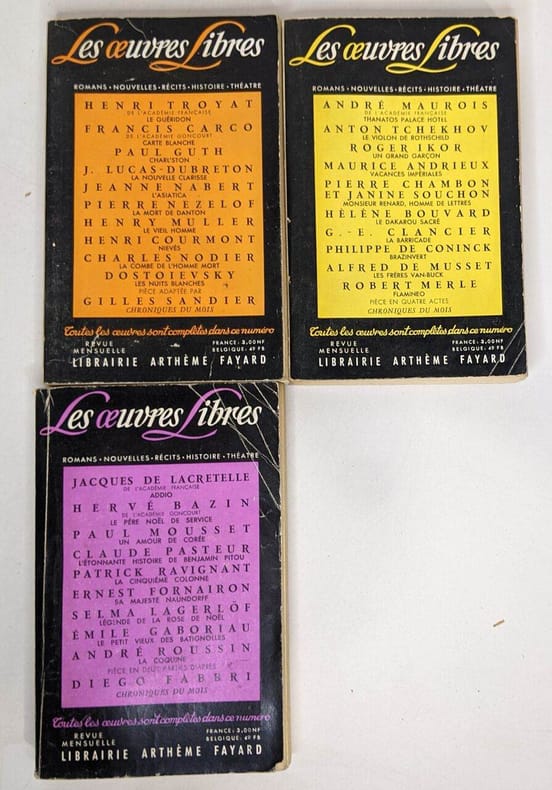 Les œuvres Libres
ROMANS • NOUVELLES • RÉCITS • HISTOIRE • THÉATRE
HENRI TROYAT
DE L'ACADÉMIE FRANÇAISE
LE GUÉRIDON
FRANCIS CARCO
DE L'ACADÉMIE GONCOURT
CARTE BLANCHE
PAUL GUTH
CHARL'STON
J. LUCAS-DUBRETON
LA NOUVELLE CLARISSE
JEANNE NABERT
L'ASIATICA
PIERRE NEZELOF
LA MORT DE DANTON
HENRY MULLER
LE VIEIL HOMME
HENRI COURMONT
NIEVÈS
CHARLES NODIER
LA COMBE DE L'HOMME MORT
DOSTOIEVSKY
LES NUITS BLANCHES
PIÈCE ADAPTÉE PAR
GILLES SANDIER
CHRONIQUES DU MOIS
Toutes les œuvres sont complètes dans ce numéro
REVUE
MENSUELLE
FRANCE : 3,00NF
BELGIQUE : 49 FB
LIBRAIRIE ARTHÈME FAYARD
Les œuvres Libres
ROMANS • NOUVELLES • RÉCITS • HISTOIRE • THÉATRE
ANDRÉ MAUROIS
DE L'ACADÉMIE FRANÇAISE
THANATOS PALACE HOTEL
ANTON TCHEKHOV
LE VIOLON DE ROTHSCHILD
ROGER IKOR
UN GRAND GARÇON
MAURICE ANDRIEUX
VACANCES IMPÉRIALES
PIERRE CHAMBON
ET JANINE SOUCHON
MONSIEUR RENARD, HOMME DE LETTRES
HÉLÈNE BOUVARD
LE DAKAROU SACRÉ
G.-E. CLANCIER
LA BARRICADE
PHILIPPE DE CONINCK
BRAZINVERT
ALFRED DE MUSSET
LES FRÈRES VAN-BUCK
ROBERT MERLE
FLAMINEO
PIÈCE EN QUATRE ACTES
CHRONIQUES DU MOIS
Toutes les œuvres sont complètes dans ce numéro
REVUE
MENSUELLE
FRANCE : 3,00NF
BELGIQUE : 49 FB
LIBRAIRIE ARTHÈME FAYARD
Les œuvres Libres
ROMANS • NOUVELLES • RÉCITS • HISTOIRE • THÉATRE
JACQUES DE LACRETELLE
DE L'ACADÉMIE FRANÇAISE
ADDIO
HERVÉ BAZIN
DE L'ACADÉMIE GONCOURT
LE PÈRE NOËL DE SERVICE
PAUL MOUSSET
UN AMOUR DE CORÉE
CLAUDE PASTEUR
L'ÉTONNANTE HISTOIRE DE BENJAMIN PITOU
PATRICK RAVIGNANT
LA CINQUIÈME COLONNE
ERNEST FORNAIRON
SA MAJESTÉ NAUNDORFF
SELMA LAGERLÖF
LÉGENDE DE LA ROSE DE NOËL
ÉMILE GABORIAU
LE PETIT VIEUX DES BATIGNOLLES
ANDRÉ ROUSSIN
LA COQUINE
PIÈCE EN DEUX PARTIES D'APRÈS
DIEGO FABBRI
CHRONIQUES DU MOIS
Toutes les œuvres sont complètes dans ce numéro
REVUE
MENSUELLE
FRANCE : 3,00NF
BELGIQUE : 49 FB
LIBRAIRIE ARTHÈME FAYARD